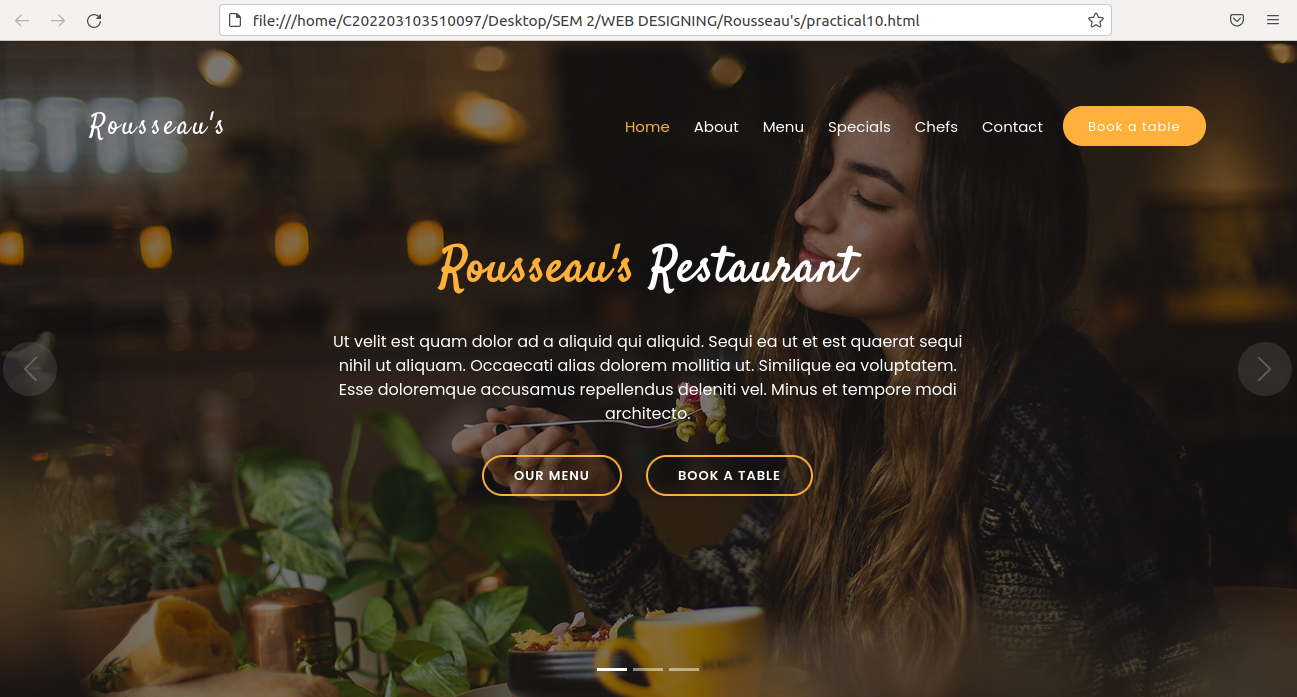 file:///home/C202203103510097/Desktop/SEM 2/WEB DESIGNING/Rousseau's/practical10.html
Rousseau's
Home About Menu Specials Chefs Contact Book a table
Rousseau's Restaurant
Ut velit est quam dolor ad a aliquid qui aliquid. Sequi ea ut et est quaerat sequi
nihil ut aliquam. Occaecati alias dolorem mollitia ut. Similique ea voluptatem.
Esse doloremque accusamus repellendus deleniti vel. Minus et tempore modi
architecto.
OUR MENU BOOK A TABLE